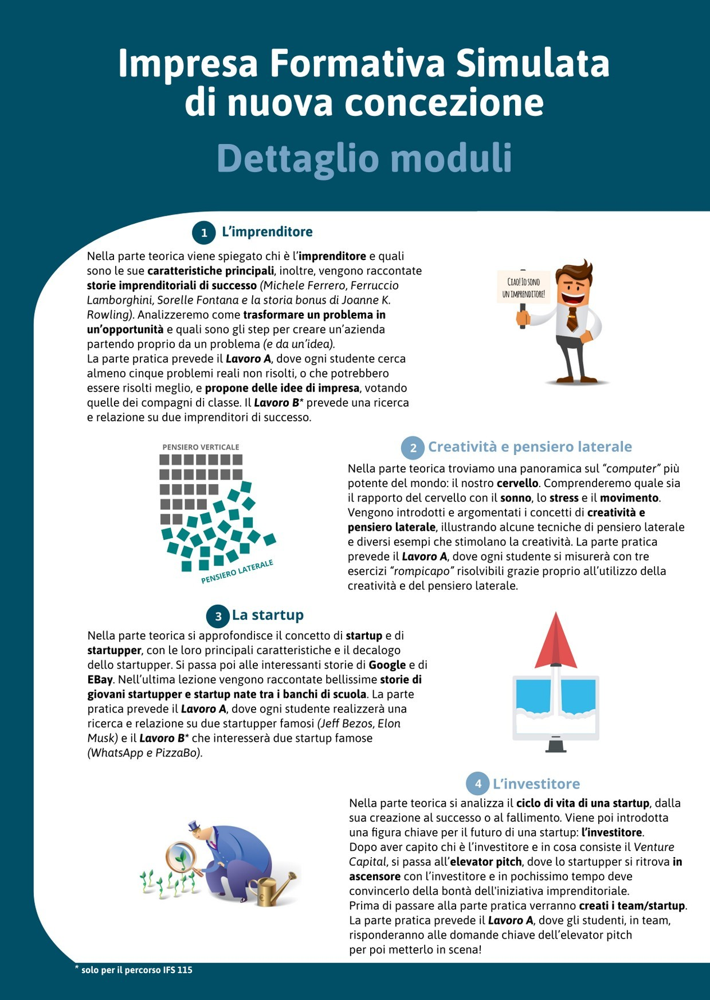 Impresa Formativa Simulata
di nuova concezione
Dettaglio moduli
1 L'imprenditore
Nella parte teorica viene spiegato chi è l'imprenditore e quali
sono le sue caratteristiche principali, inoltre, vengono raccontate
storie imprenditoriali di successo (Michele Ferrero, Ferruccio
Lamborghini, Sorelle Fontana e la storia bonus di Joanne K.
Rowling). Analizzeremo come trasformare un problema in
un'opportunità e quali sono gli step per creare un'azienda
partendo proprio da un problema (e da un'idea).
La parte pratica prevede il Lavoro A, dove ogni studente cerca
almeno cinque problemi reali non risolti, o che potrebbero
essere risolti meglio, e propone delle idee di impresa, votando
quelle dei compagni di classe. Il Lavoro B* prevede una ricerca
e relazione su due imprenditori di successo.
Ciao! Io sono
un imprenditore!
PENSIERO VERTICALE
PENSIERO LATERALE
2 Creatività e pensiero laterale
Nella parte teorica troviamo una panoramica sul "computer" più
potente del mondo: il nostro cervello. Comprenderemo quale sia
il rapporto del cervello con il sonno, lo stress e il movimento.
Vengono introdotti e argomentati i concetti di creatività e
pensiero laterale, illustrando alcune tecniche di pensiero laterale
e diversi esempi che stimolano la creatività. La parte pratica
prevede il Lavoro A, dove ogni studente si misurerà con tre
esercizi "rompicapo" risolvibili grazie proprio all'utilizzo della
creatività e del pensiero laterale.
3 La startup
Nella parte teorica si approfondisce il concetto di startup e di
startupper, con le loro principali caratteristiche e il decalogo
dello startupper. Si passa poi alle interessanti storie di Google e di
EBay. Nell'ultima lezione vengono raccontate bellissime storie di
giovani startupper e startup nate tra i banchi di scuola. La parte
pratica prevede il Lavoro A, dove ogni studente realizzerà una
ricerca e relazione su due startupper famosi (Jeff Bezos, Elon
Musk) e il Lavoro B* che interesserà due startup famose
(WhatsApp e PizzaBo).
4 L'investitore
Nella parte teorica si analizza il ciclo di vita di una startup, dalla
sua creazione al successo o al fallimento. Viene poi introdotta
una figura chiave per il futuro di una startup: l'investitore.
Dopo aver capito chi è l'investitore e in cosa consiste il Venture
Capital, si passa all'elevator pitch, dove lo startupper si ritrova in
ascensore con l'investitore e in pochissimo tempo deve
convincerlo della bontà dell'iniziativa imprenditoriale.
Prima di passare alla parte pratica verranno creati i team/startup.
La parte pratica prevede il Lavoro A, dove gli studenti, in team,
risponderanno alle domande chiave dell'elevator pitch
per poi metterlo in scena!
* solo per il percorso IFS 115